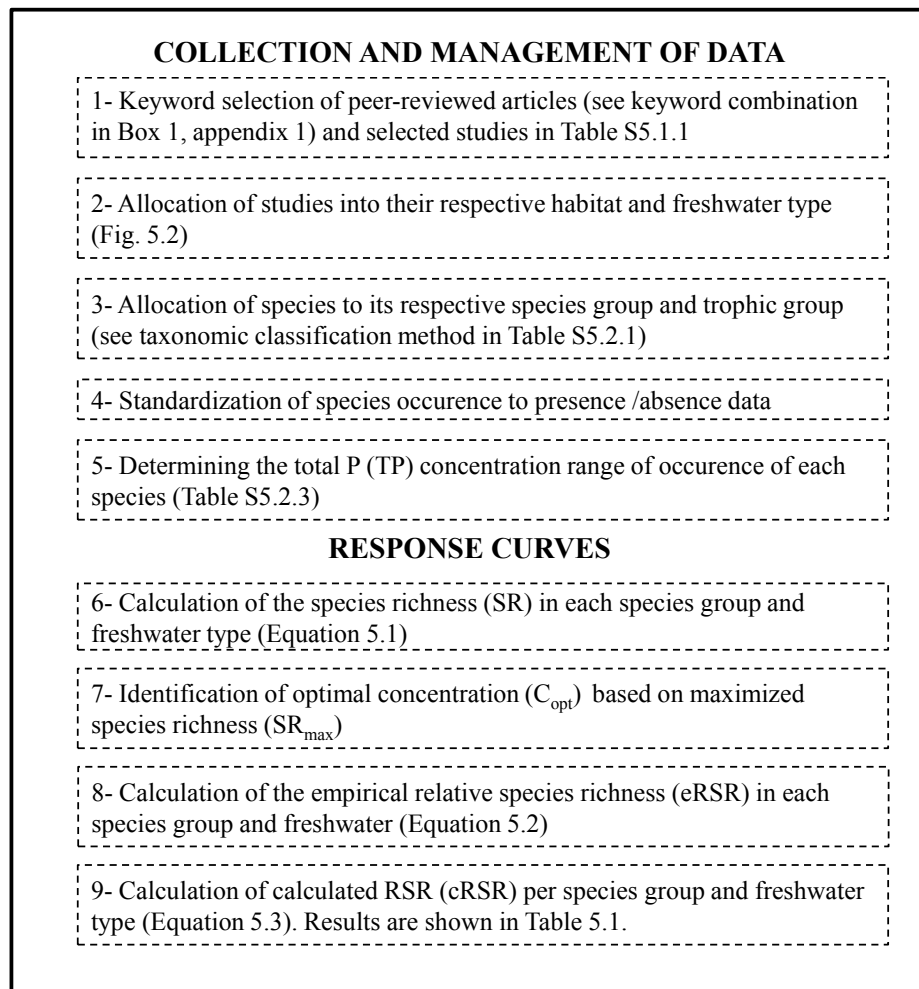 COLLECTION AND MANAGEMENT OF DATA
1- Keyword selection of peer-reviewed articles (see keyword combination
in Box 1, appendix 1) and selected studies in Table S5.1.1
2- Allocation of studies into their respective habitat and freshwater type
(Fig. 5.2)
3- Allocation of species to its respective species group and trophic group
(see taxonomic classification method in Table S5.2.1)
4- Standardization of species occurence to presence /absence data
5- Determining the total P (TP) concentration range of occurence of each
species (Table S5.2.3)
RESPONSE CURVES
6- Calculation of the species richness (SR) in each species group and
freshwater type (Equation 5.1)
7- Identification of optimal concentration (Copt) based on maximized
species richness (SRmax)
8- Calculation of the empirical relative species richness (eRSR) in each
species group and freshwater (Equation 5.2)
9- Calculation of calculated RSR (cRSR) per species group and freshwater
type (Equation 5.3). Results are shown in Table 5.1.